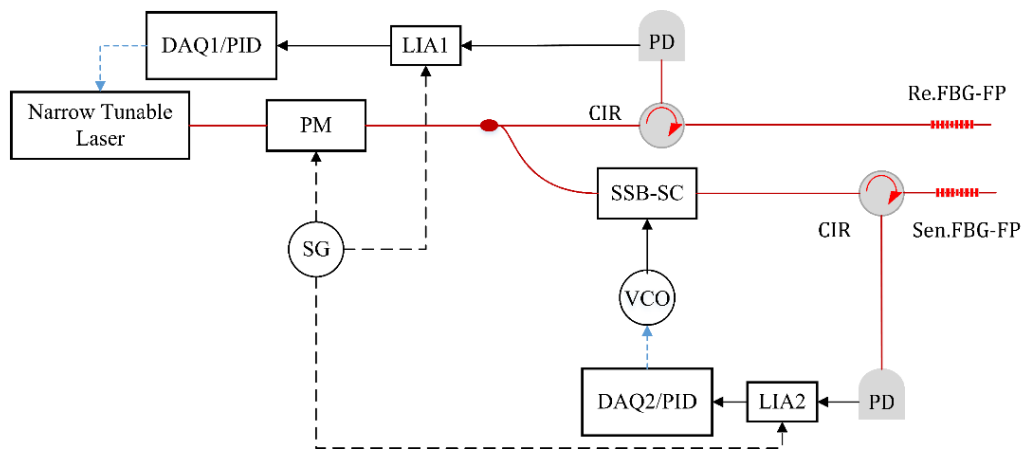 DAQ1/PID
LIA1
PD
Narrow Tunable
Laser
PM
CIR
Re.FBG-FP
SSB-SC
CIR
Sen.FBG-FP
SG
VCO
DAQ2/PID
LIA2
PD